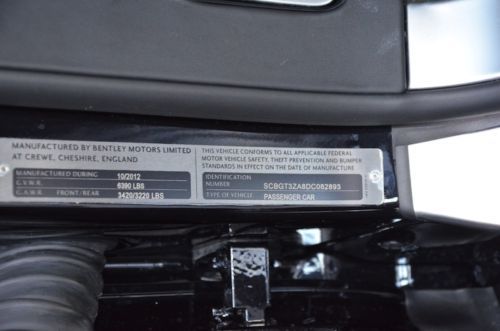 MANUFACTURED BY BENTLEY MOTORS LIMITED
AT CREWE, CHESHIRE, ENGLAND
THIS VEHICLE CONFORMS TO ALL APPLICABLE FEDERAL
MOTOR VEHICLE SAFETY, THEFT PREVENTION AND BUMPER
STANDARDS IN EFFECT ON THE DATE OF MANUFACTURE
MANUFACTURED DURING 10/2012
G.V.W.R. 6390 LBS
G.A.W.R. FRONT/REAR 3420/3220 LBS
IDENTIFICATION
NUMBER SCBGT3ZA8DC082893
TYPE OF VEHICLE PASSENGER CAR